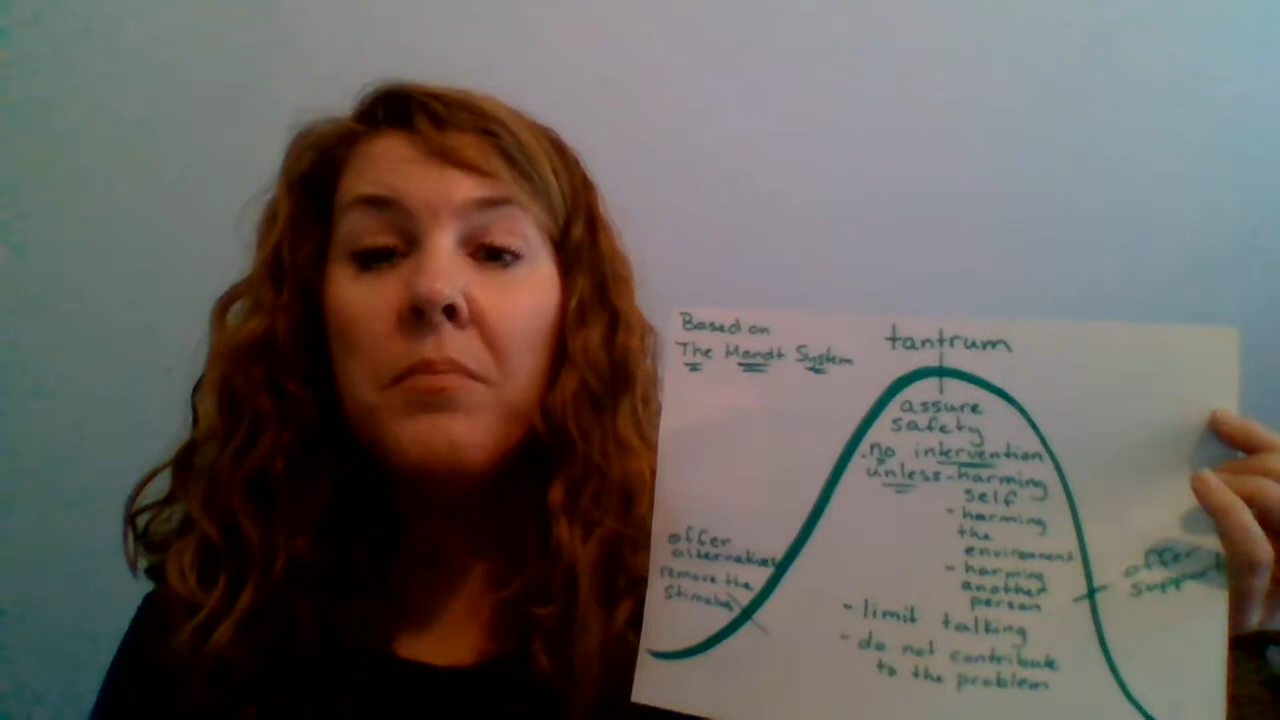 Based on
The Mandt System
tantrum
assure
safety
. no intervention
unless - harming
self
- harming
the
environment
- harming
another
person
- limit talking
- do not contribute
to the problem
offer
alternatives
remove the
stimulus
offer
support